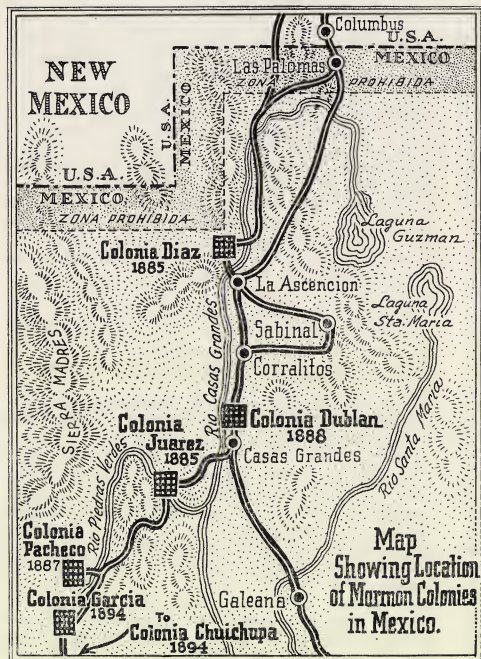 Columbus
U.S.A.
MEXICO
Las Palomas
ZONA PROHIBIDA
NEW
MEXICO
U.S.A.
MEXICO
U.S.A.
MEXICO
ZONA PROHIBIDA
Laguna
Guzman
Colonia Diaz
1885
La Ascencion
Laguna
Sta. Maria
Sabinal
Rio Casas Grandes
Corralitos
SIERRA MADRES
Colonia Dublan
1888
Colonia
Juarez
1885
Casas Grandes
Rio Santa Maria
Rio Piedras Verdes
Colonia
Pacheco
1887
Colonia Garcia
1894
Galeana
To
Colonia Chuichupa
1894
Map
Showing Location
of Mormon Colonies
in Mexico.